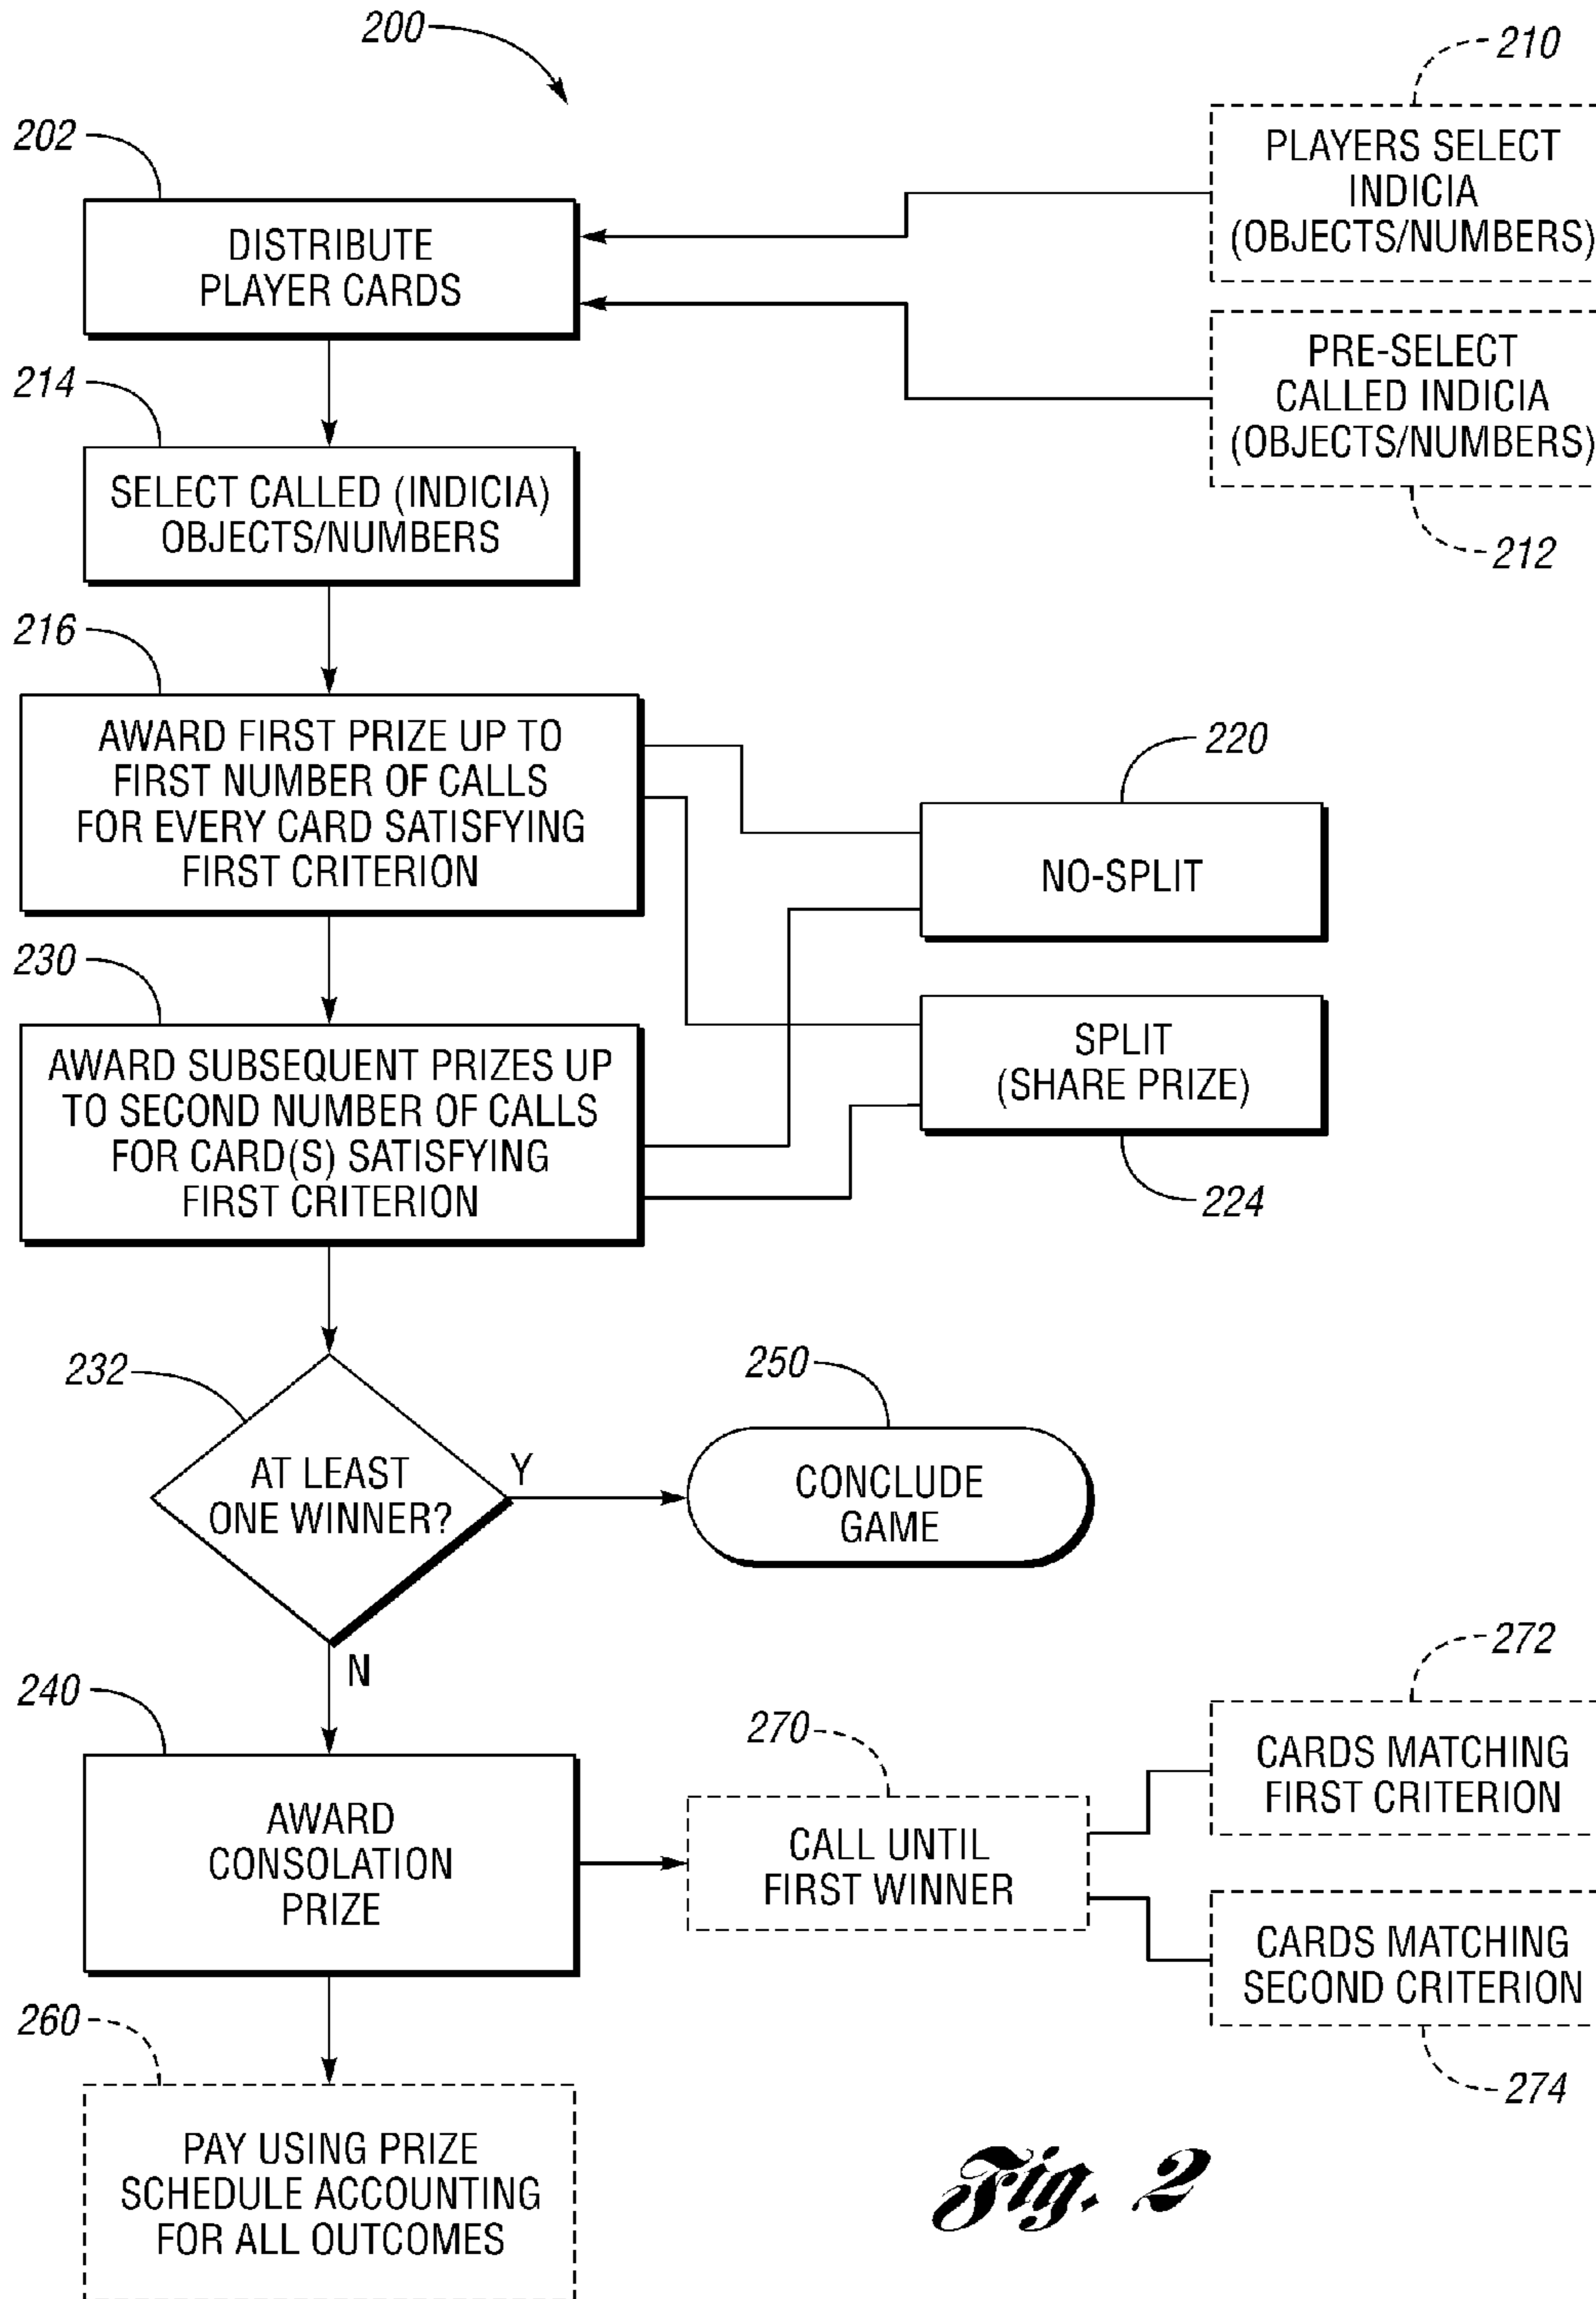 200
210
202
PLAYERS SELECT
INDICIA
(OBJECTS/NUMBERS)
DISTRIBUTE
PLAYER CARDS
214
PRE-SELECT
CALLED INDICIA
(OBJECTS/NUMBERS)
212
SELECT CALLED (INDICIA)
OBJECTS/NUMBERS
216
AWARD FIRST PRIZE UP TO
FIRST NUMBER OF CALLS
FOR EVERY CARD SATISFYING
FIRST CRITERION
220
NO-SPLIT
230
AWARD SUBSEQUENT PRIZES UP
TO SECOND NUMBER OF CALLS
FOR CARD(S) SATISFYING
FIRST CRITERION
SPLIT
(SHARE PRIZE)
224
232
AT LEAST
ONE WINNER?
Y
250
CONCLUDE
GAME
N
240
AWARD
CONSOLATION
PRIZE
270
CALL UNTIL
FIRST WINNER
272
CARDS MATCHING
FIRST CRITERION
CARDS MATCHING
SECOND CRITERION
274
260
PAY USING PRIZE
SCHEDULE ACCOUNTING
FOR ALL OUTCOMES
Fig. 2